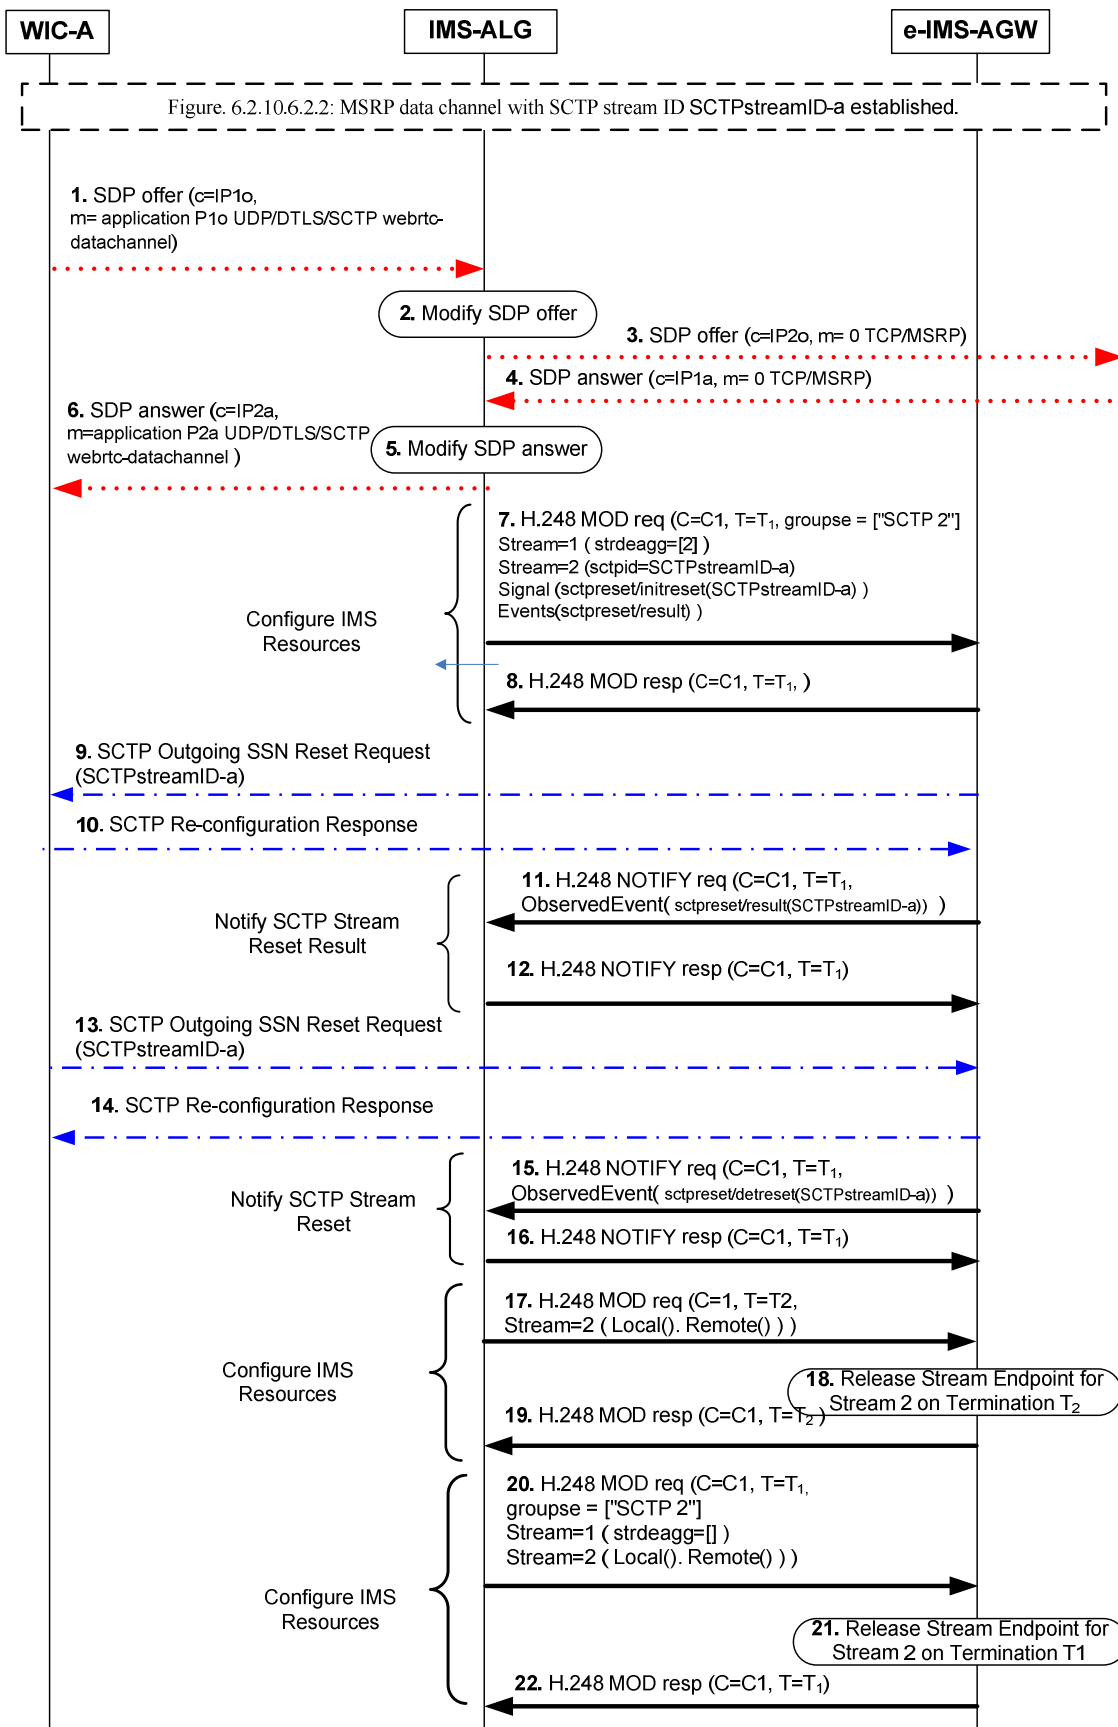 WIC-A
IMS-ALG
e-IMS-AGW
Figure. 6.2.10.6.2.2: MSRP data channel with SCTP stream ID SCTPstreamID-a established.
1. SDP offer (c=IP1o,
m= application P1o UDP/DTLS/SCTP webrtc-
datachannel)
2. Modify SDP offer
3. SDP offer (c=IP2o, m= 0 TCP/MSRP)
4. SDP answer (c=IP1a, m= 0 TCP/MSRP)
6. SDP answer (c=IP2a,
m=application P2a UDP/DTLS/SCTP
webrtc-datachannel )
5. Modify SDP answer
7. H.248 MOD req (C=C1, T=T1, groupse = ["SCTP 2"]
Stream=1 ( strdeagg=[2] )
Stream=2 (sctpid=SCTPstreamID-a)
Signal (sctpreset/initreset(SCTPstreamID-a) )
Events(sctpreset/result) )
Configure IMS
Resources
8. H.248 MOD resp (C=C1, T=T1, )
9. SCTP Outgoing SSN Reset Request
(SCTPstreamID-a)
10. SCTP Re-configuration Response
11. H.248 NOTIFY req (C=C1, T=T1,
ObservedEvent( sctpreset/result(SCTPstreamID-a)) )
Notify SCTP Stream
Reset Result
12. H.248 NOTIFY resp (C=C1, T=T1)
13. SCTP Outgoing SSN Reset Request
(SCTPstreamID-a)
14. SCTP Re-configuration Response
15. H.248 NOTIFY req (C=C1, T=T1,
ObservedEvent( sctpreset/detreset(SCTPstreamID-a)) )
Notify SCTP Stream
Reset
16. H.248 NOTIFY resp (C=C1, T=T1)
17. H.248 MOD req (C=1, T=T2,
Stream=2 ( Local(). Remote() ) )
Configure IMS
Resources
18. Release Stream Endpoint for
Stream 2 on Termination T2
19. H.248 MOD resp (C=C1, T=T2 )
20. H.248 MOD req (C=C1, T=T1,
groupse = ["SCTP 2"]
Stream=1 ( strdeagg=[] )
Stream=2 ( Local(). Remote() ) )
Configure IMS
Resources
21. Release Stream Endpoint for
Stream 2 on Termination T1
22. H.248 MOD resp (C=C1, T=T1)